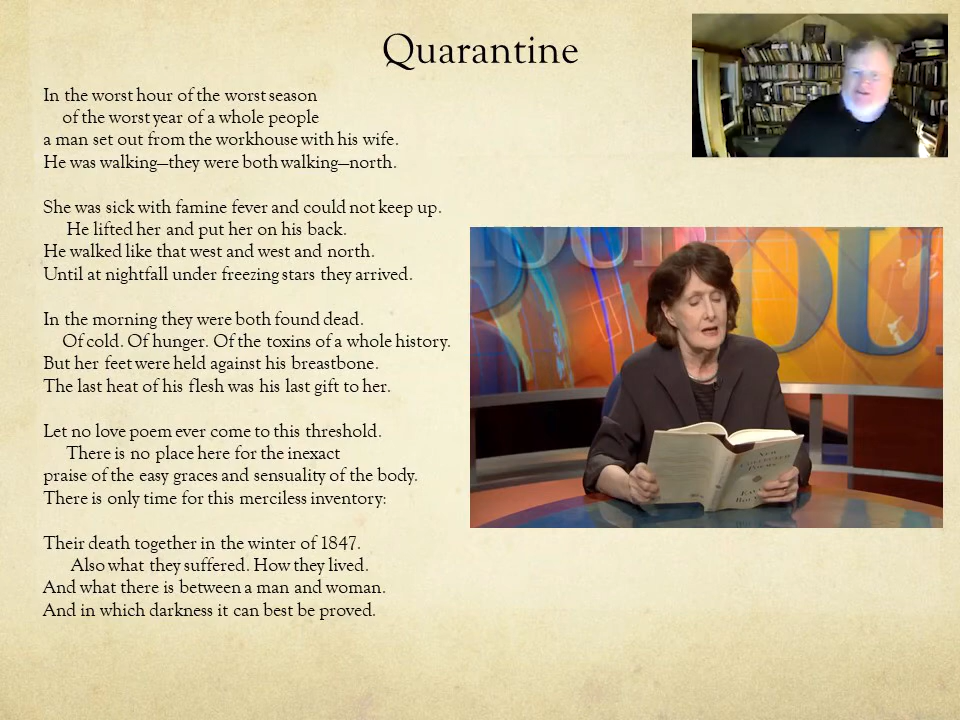 Quarantine
In the worst hour of the worst season
of the worst year of a whole people
a man set out from the workhouse with his wife.
He was walking—they were both walking—north.
She was sick with famine fever and could not keep up.
He lifted her and put her on his back.
He walked like that west and west and north.
Until at nightfall under freezing stars they arrived.
In the morning they were both found dead.
Of cold. Of hunger. Of the toxins of a whole history.
But her feet were held against his breastbone.
The last heat of his flesh was his last gift to her.
Let no love poem ever come to this threshold.
There is no place here for the inexact
praise of the easy graces and sensuality of the body.
There is only time for this merciless inventory:
Their death together in the winter of 1847.
Also what they suffered. How they lived.
And what there is between a man and woman.
And in which darkness it can best be proved.
OU
New
Collected
Poems